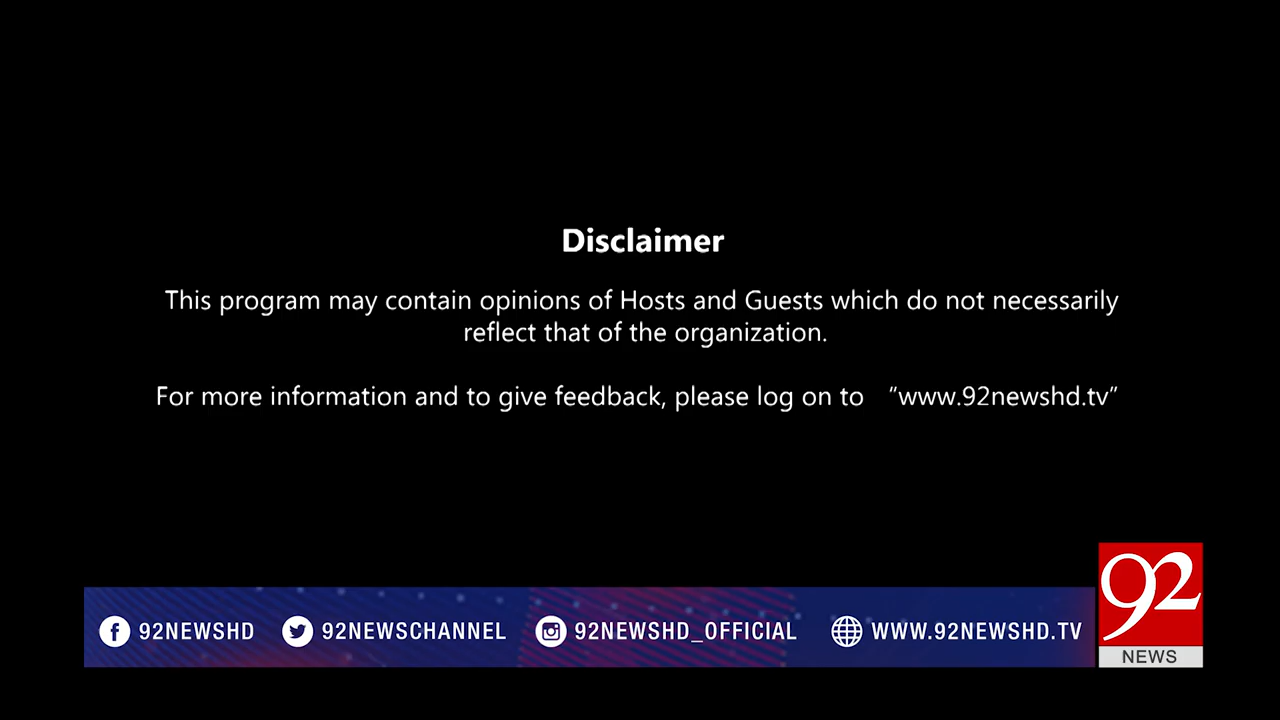 Disclaimer
This program may contain opinions of Hosts and Guests which do not necessarily
reflect that of the organization.
For more information and to give feedback, please log on to “www.92newshd.tv”
92NEWSHD 92NEWSCHANNEL 92NEWSHD_OFFICIAL WWW.92NEWSHD.TV
92
NEWS